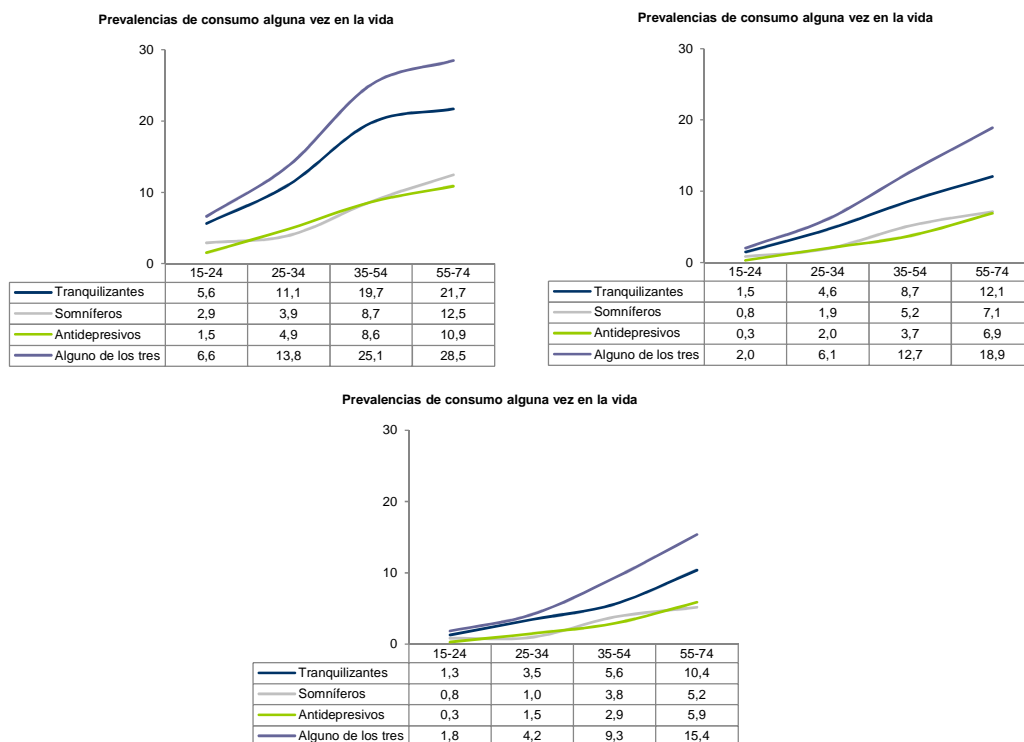 Prevalencias de consumo alguna vez en la vida
30
20
10
0
15-24 25-34 35-54 55-74
Tranquilizantes 5,6 11,1 19,7 21,7
Somníferos 2,9 3,9 8,7 12,5
Antidepresivos 1,5 4,9 8,6 10,9
Alguno de los tres 6,6 13,8 25,1 28,5
Prevalencias de consumo alguna vez en la vida
30
20
10
0
15-24 25-34 35-54 55-74
Tranquilizantes 1,5 4,6 8,7 12,1
Somníferos 0,8 1,9 5,2 7,1
Antidepresivos 0,3 2,0 3,7 6,9
Alguno de los tres 2,0 6,1 12,7 18,9
Prevalencias de consumo alguna vez en la vida
30
20
10
0
15-24 25-34 35-54 55-74
Tranquilizantes 1,3 3,5 5,6 10,4
Somníferos 0,8 1,0 3,8 5,2
Antidepresivos 0,3 1,5 2,9 5,9
Alguno de los tres 1,8 4,2 9,3 15,4